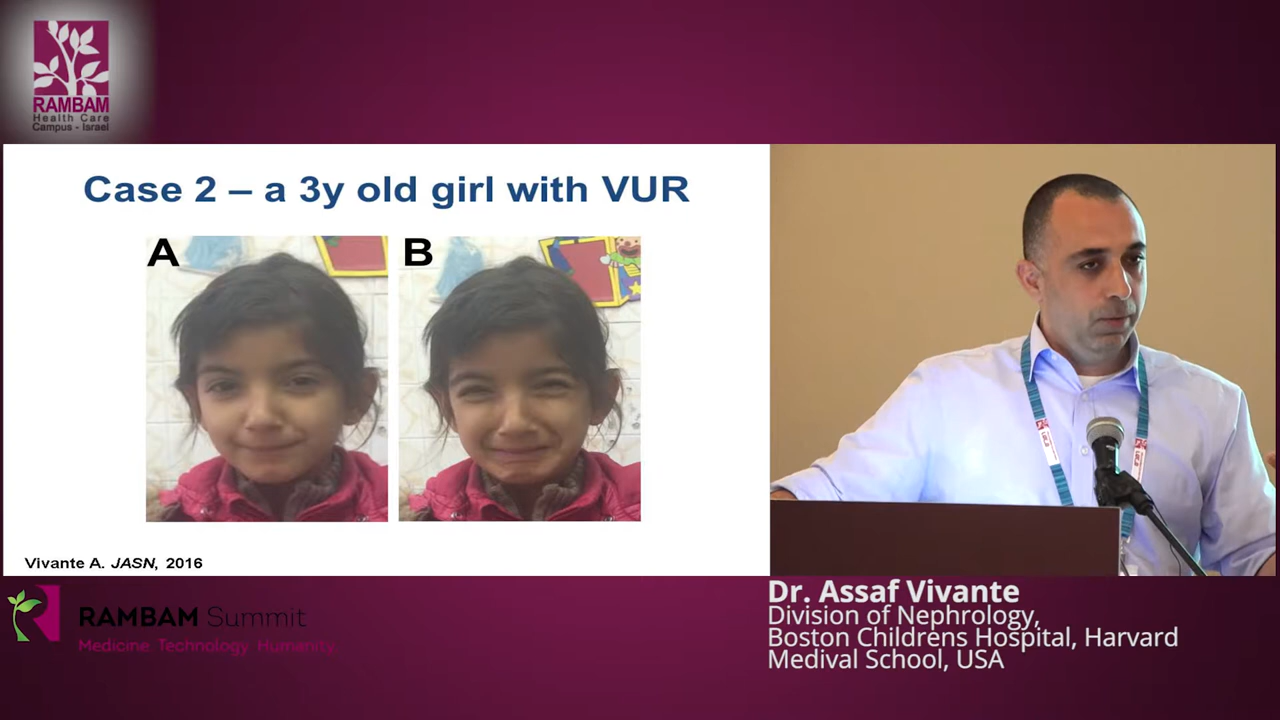 RAMBAM
Health Care
Campus - Israel
Case 2 – a 3y old girl with VUR
A
B
Vivante A. JASN, 2016
RAMBAM Summit
Medicine Technology Humanity
Dr. Assaf Vivante
Division of Nephrology,
Boston Childrens Hospital, Harvard
Medival School, USA